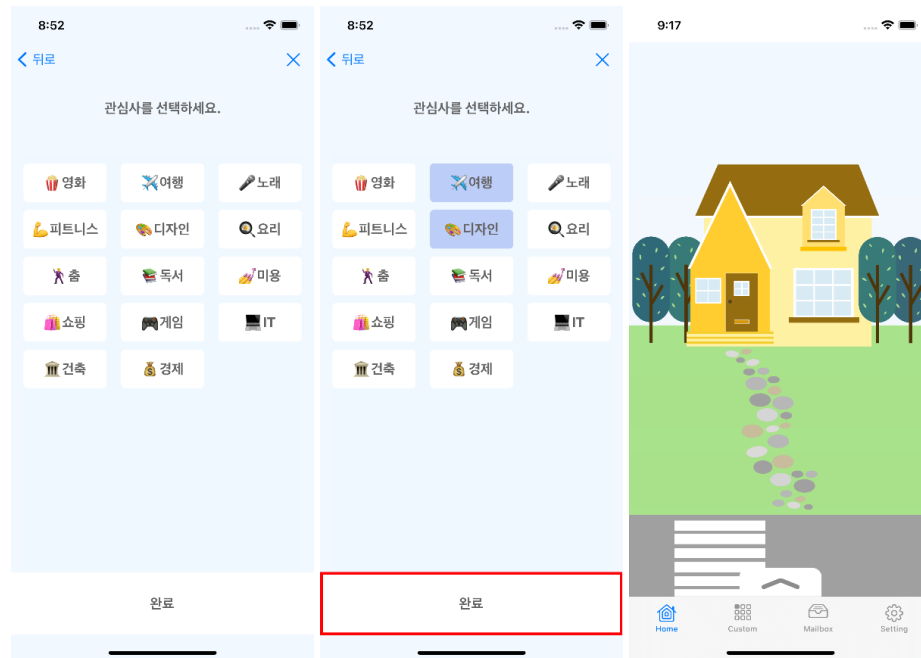 8:52
뒤로
관심사를 선택하세요.
영화 여행 노래
피트니스 디자인 요리
춤 독서 미용
쇼핑 게임 IT
건축 경제
완료
8:52
뒤로
관심사를 선택하세요.
영화 여행 노래
피트니스 디자인 요리
춤 독서 미용
쇼핑 게임 IT
건축 경제
완료
9:17
Home Custom Mailbox Setting